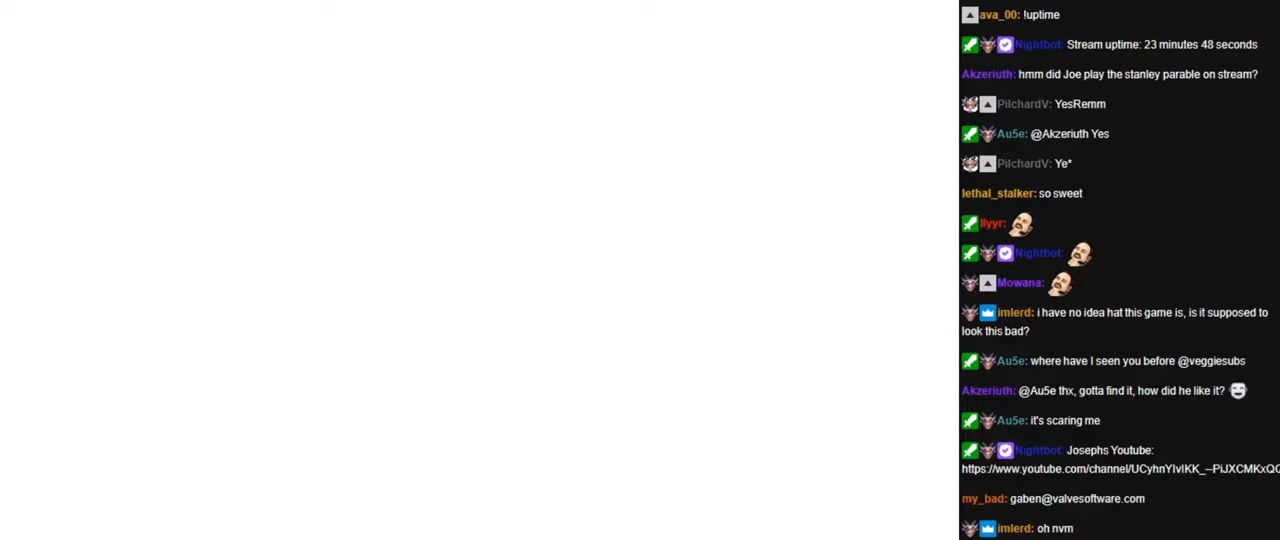 ava_00: !uptime
Nightbot: Stream uptime: 23 minutes 48 seconds
Akzeriuth: hmm did Joe play the stanley parable on stream?
PilchardV: YesRemm
Au5e: @Akzeriuth Yes
PilchardV: Ye*
lethal_stalker: so sweet
llyyr:
Nightbot:
Mowana:
imlerd: i have no idea hat this game is, is it supposed to
look this bad?
Au5e: where have I seen you before @veggiesubs
Akzeriuth: @Au5e thx, gotta find it, how did he like it?
Au5e: it's scaring me
Nightbot: Josephs Youtube:
https://www.youtube.com/channel/UCyhnYIvIKK_--PiJXCMKxQQ
my_bad: gaben@valvesoftware.com
imlerd: oh nvm